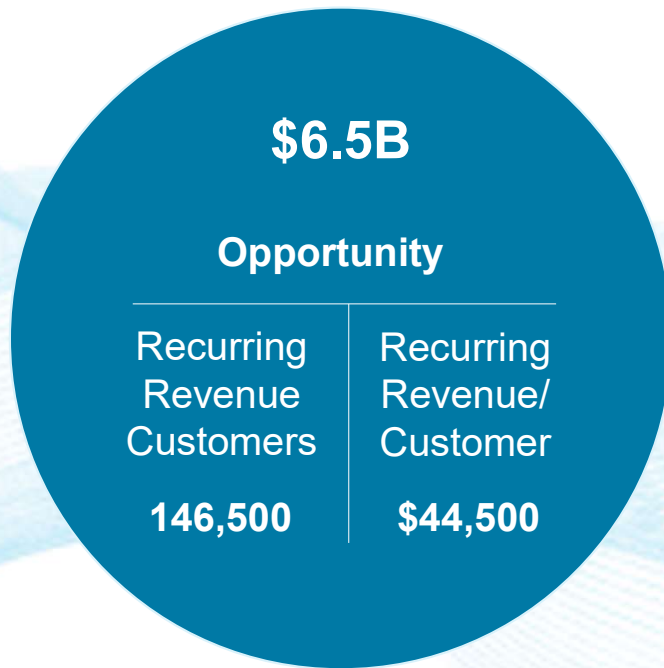 $6.5B
Opportunity
Recurring
Revenue
Customers
146,500
Recurring
Revenue/
Customer
$44,500